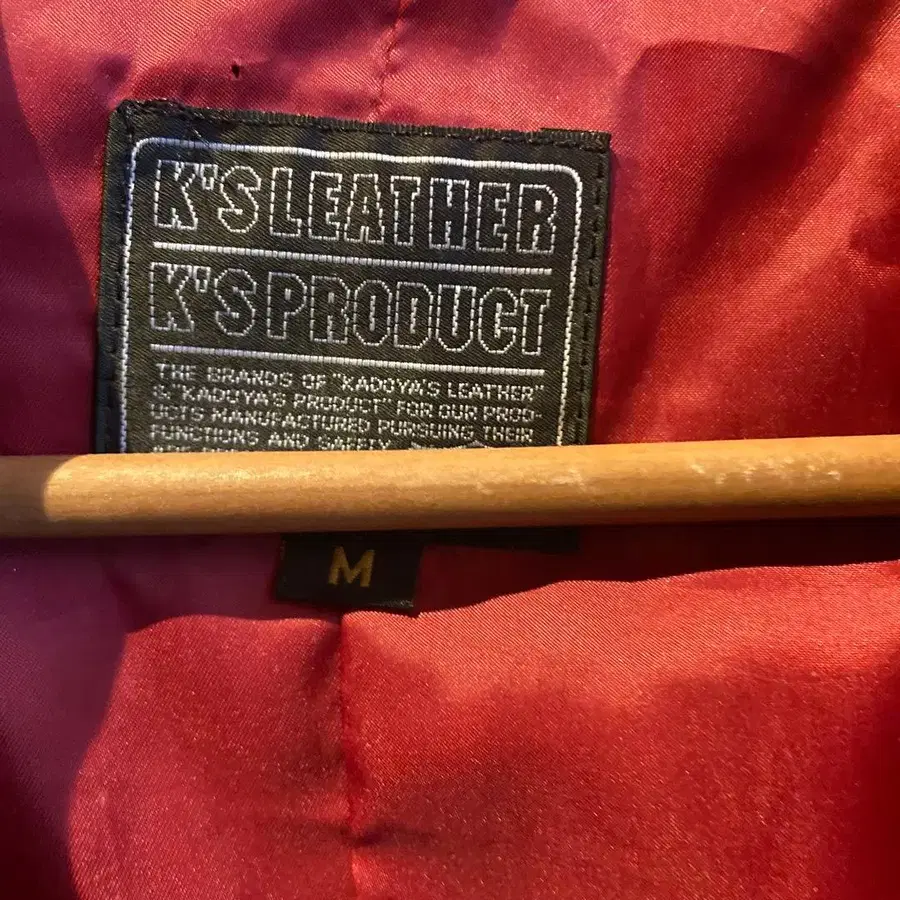 K'S LEATHER
K'S PRODUCT
THE BRANDS OF "KADOYA'S LEATHER"
& "KADOYA'S PRODUCT" FOR OUR PROD-
UCTS MANUFACTURED PURSUING THEIR
FUNCTIONS AND SAFETY
M